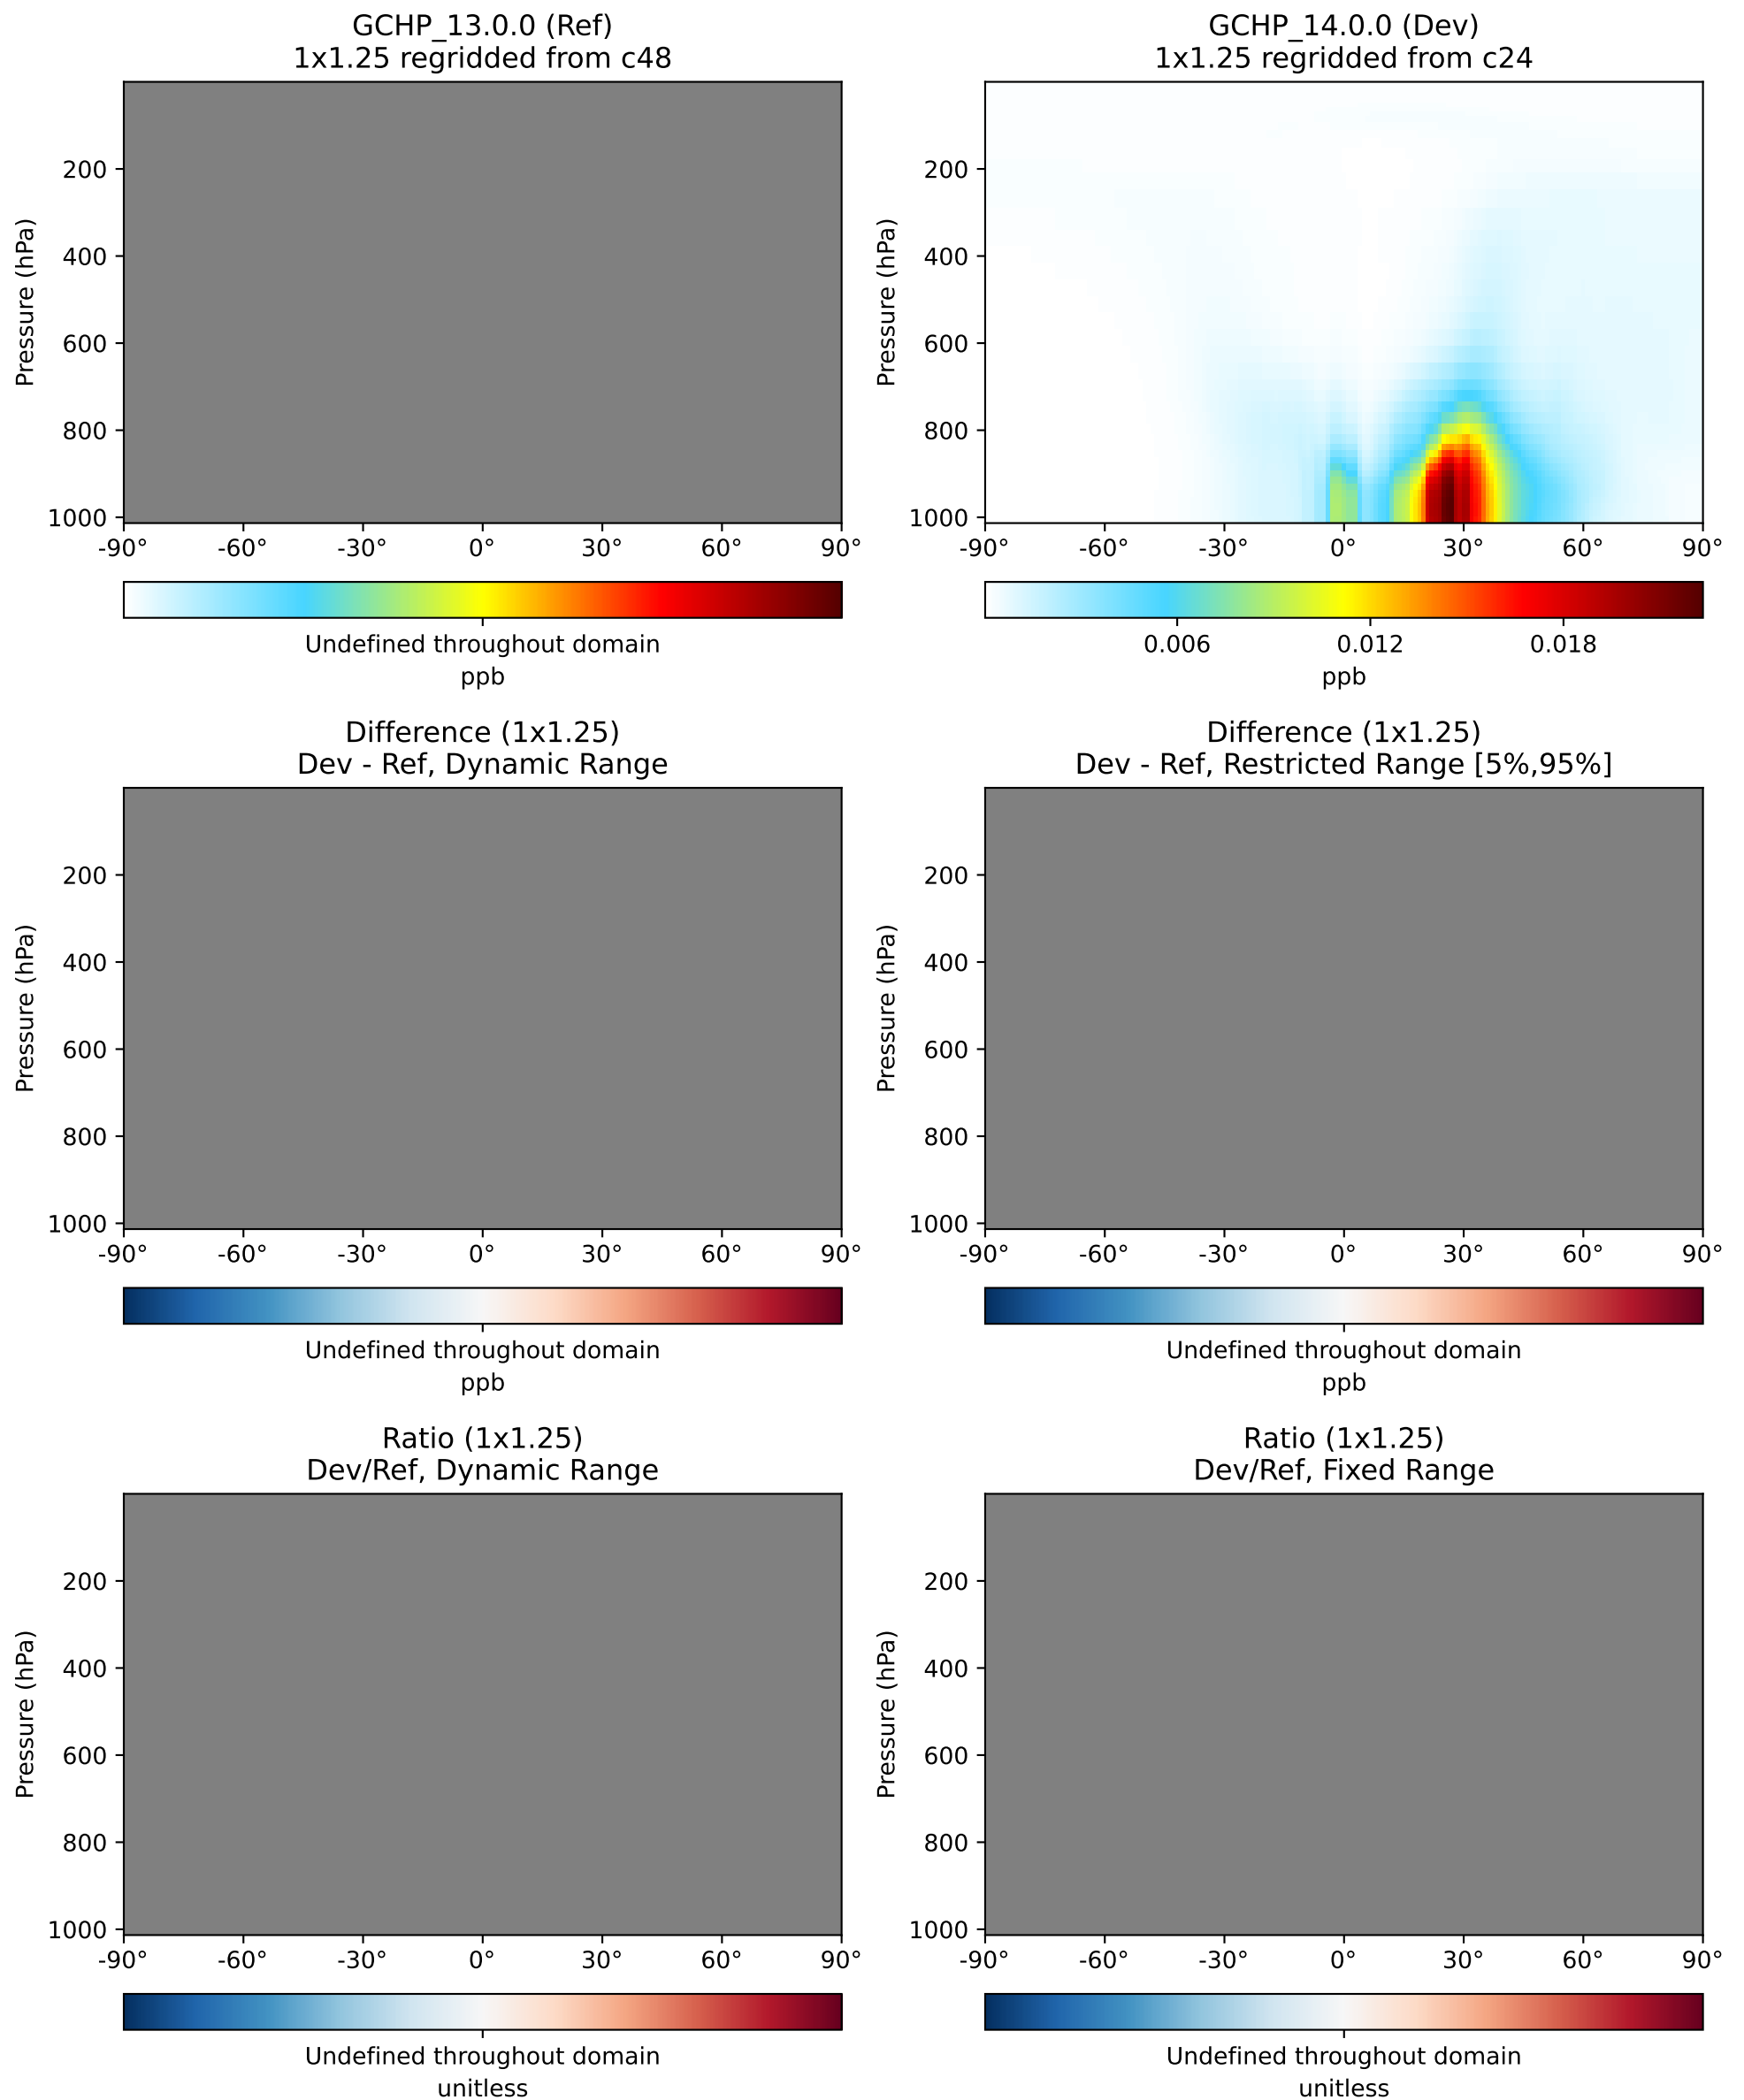 GCHP_13.0.0 (Ref)
1x1.25 regridded from c48
Pressure (hPa)
200
400
600
800
1000
-90°
-60°
-30°
0°
30°
60°
90°
Undefined throughout domain
ppb
GCHP_14.0.0 (Dev)
1x1.25 regridded from c24
Pressure (hPa)
200
400
600
800
1000
-90°
-60°
-30°
0°
30°
60°
90°
0.006
0.012
0.018
ppb
Difference (1x1.25)
Dev - Ref, Dynamic Range
Pressure (hPa)
200
400
600
800
1000
-90°
-60°
-30°
0°
30°
60°
90°
Undefined throughout domain
ppb
Difference (1x1.25)
Dev - Ref, Restricted Range [5%,95%]
Pressure (hPa)
200
400
600
800
1000
-90°
-60°
-30°
0°
30°
60°
90°
Undefined throughout domain
ppb
Ratio (1x1.25)
Dev/Ref, Dynamic Range
Pressure (hPa)
200
400
600
800
1000
-90°
-60°
-30°
0°
30°
60°
90°
Undefined throughout domain
unitless
Ratio (1x1.25)
Dev/Ref, Fixed Range
Pressure (hPa)
200
400
600
800
1000
-90°
-60°
-30°
0°
30°
60°
90°
Undefined throughout domain
unitless